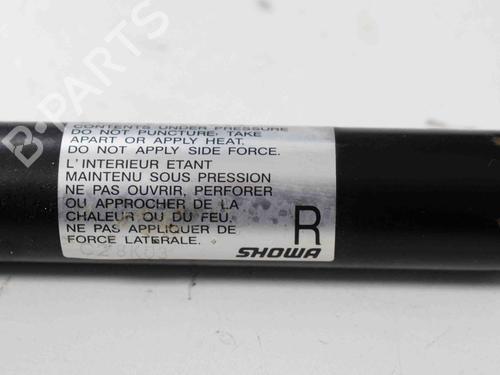 CONTENTS UNDER PRESSURE
DO NOT PUNCTURE, TAKE
APART OR APPLY HEAT.
DO NOT APPLY SIDE FORCE.
L'INTERIEUR ETANT
MAINTENU SOUS PRESSION
NE PAS OUVRIR, PERFORER
OU APPROCHER DE LA
CHALEUR OU DU FEU.
NE PAS APPLIQUER DE
FORCE LATERALE.
R
SHOWA
B-PARTS